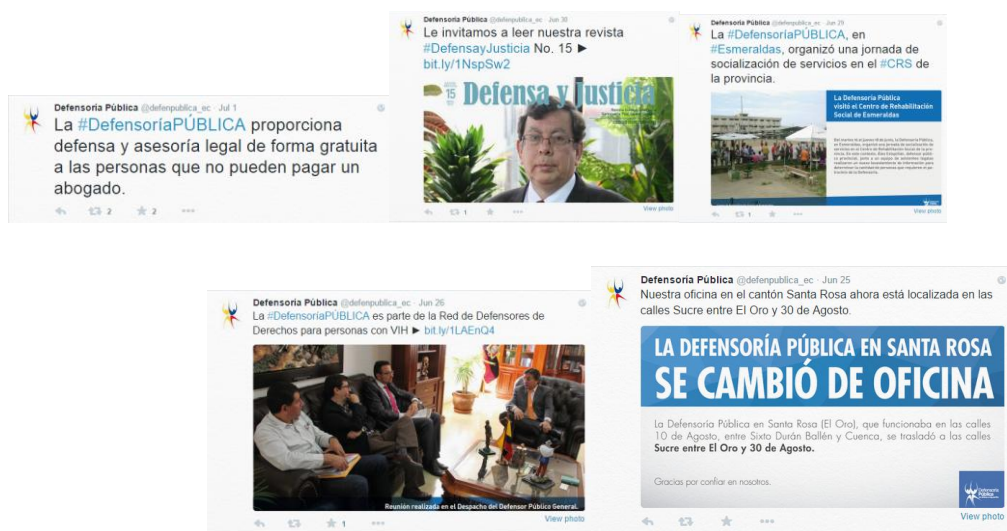 Defensoría Pública @defenpublica_ec · Jul 1
La #DefensoríaPÚBLICA proporciona
defensa y asesoría legal de forma gratuita
a las personas que no pueden pagar un
abogado.
2 2
Defensoría Pública @defenpublica_ec · Jun 30
Le invitamos a leer nuestra revista
#DefensayJusticia No. 15 ►
bit.ly/1NspSw2
15
Defensa y Justicia
1
View photo
Defensoría Pública @defenpublica_ec · Jun 29
La #DefensoríaPÚBLICA, en
#Esmeraldas, organizó una jornada de
socialización de servicios en el #CRS de
la provincia.
La Defensoría Pública
visitó el Centro de Rehabilitación
Social de Esmeraldas
1
View photo
Defensoría Pública @defenpublica_ec · Jun 26
La #DefensoríaPÚBLICA es parte de la Red de Defensores de
Derechos para personas con VIH ► bit.ly/1LAEnQ4
Reunión realizada en el Despacho del Defensor Público General.
1
View photo
Defensoría Pública @defenpublica_ec · Jun 25
Nuestra oficina en el cantón Santa Rosa ahora está localizada en las
calles Sucre entre El Oro y 30 de Agosto.
LA DEFENSORÍA PÚBLICA EN SANTA ROSA
SE CAMBIÓ DE OFICINA
La Defensoría Pública en Santa Rosa (El Oro), que funcionaba en las calles
10 de Agosto, entre Sixto Durán Ballén y Cuenca, se trasladó a las calles
Sucre entre El Oro y 30 de Agosto.
Gracias por confiar en nosotros.
Defensoría
Pública
View photo